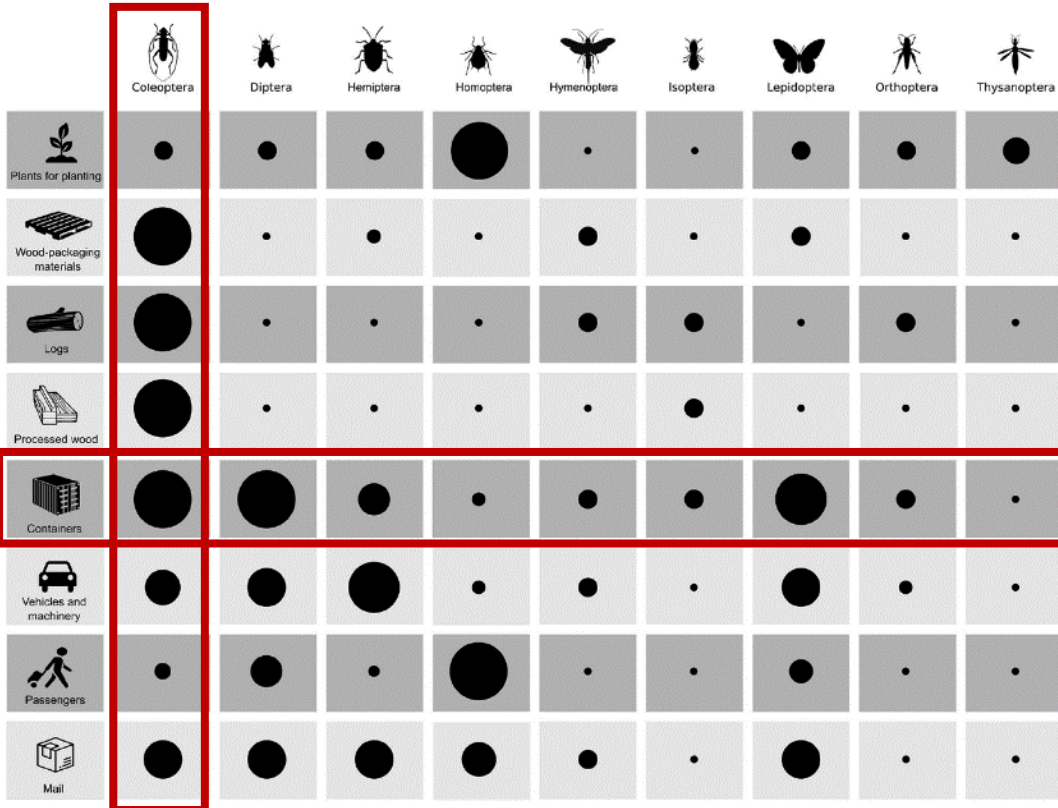 Coleoptera Diptera Hemiptera Homoptera Hymenoptera Isoptera Lepidoptera Orthoptera Thysanoptera
Plants for planting
Wood-packaging
materials
Logs
Processed wood
Containers
Vehicles and
machinery
Passengers
Mail